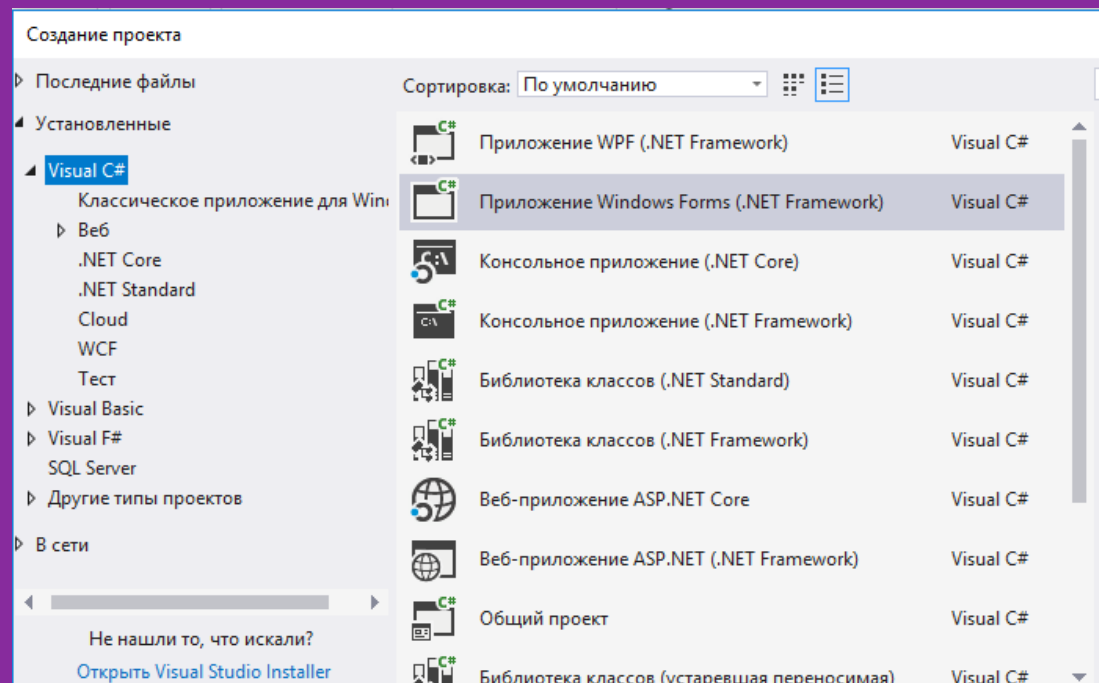 Создание проекта
Последние файлы
Установленные
Visual C#
Классическое приложение для Win
Веб
.NET Core
.NET Standard
Cloud
WCF
Тест
Visual Basic
Visual F#
SQL Server
Другие типы проектов
В сети
Не нашли то, что искали?
Открыть Visual Studio Installer
Сортировка: По умолчанию
Приложение WPF (.NET Framework) Visual C#
Приложение Windows Forms (.NET Framework) Visual C#
Консольное приложение (.NET Core) Visual C#
Консольное приложение (.NET Framework) Visual C#
Библиотека классов (.NET Standard) Visual C#
Библиотека классов (.NET Framework) Visual C#
Веб-приложение ASP.NET Core Visual C#
Веб-приложение ASP.NET (.NET Framework) Visual C#
Общий проект Visual C#
Библиотека классов (устаревшая переносимая) Visual C#